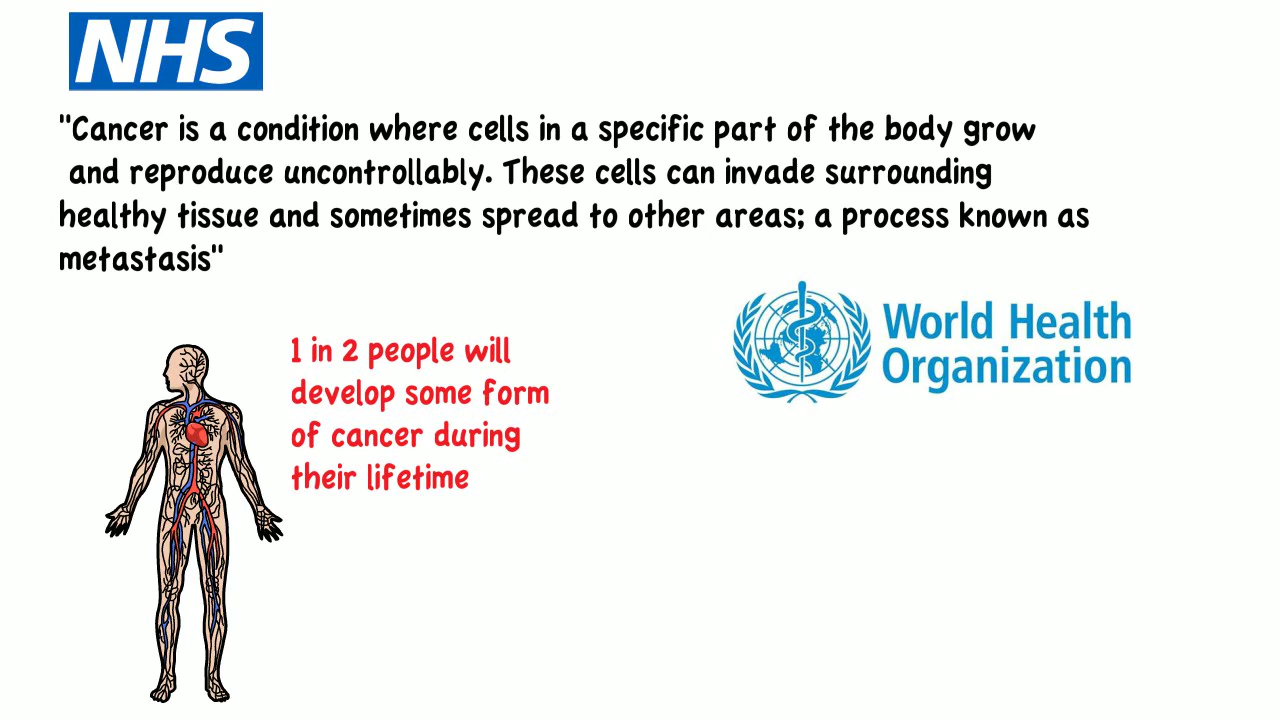 NHS
"Cancer is a condition where cells in a specific part of the body grow
and reproduce uncontrollably. These cells can invade surrounding
healthy tissue and sometimes spread to other areas; a process known as
metastasis"
World Health
Organization
1 in 2 people will
develop some form
of cancer during
their lifetime